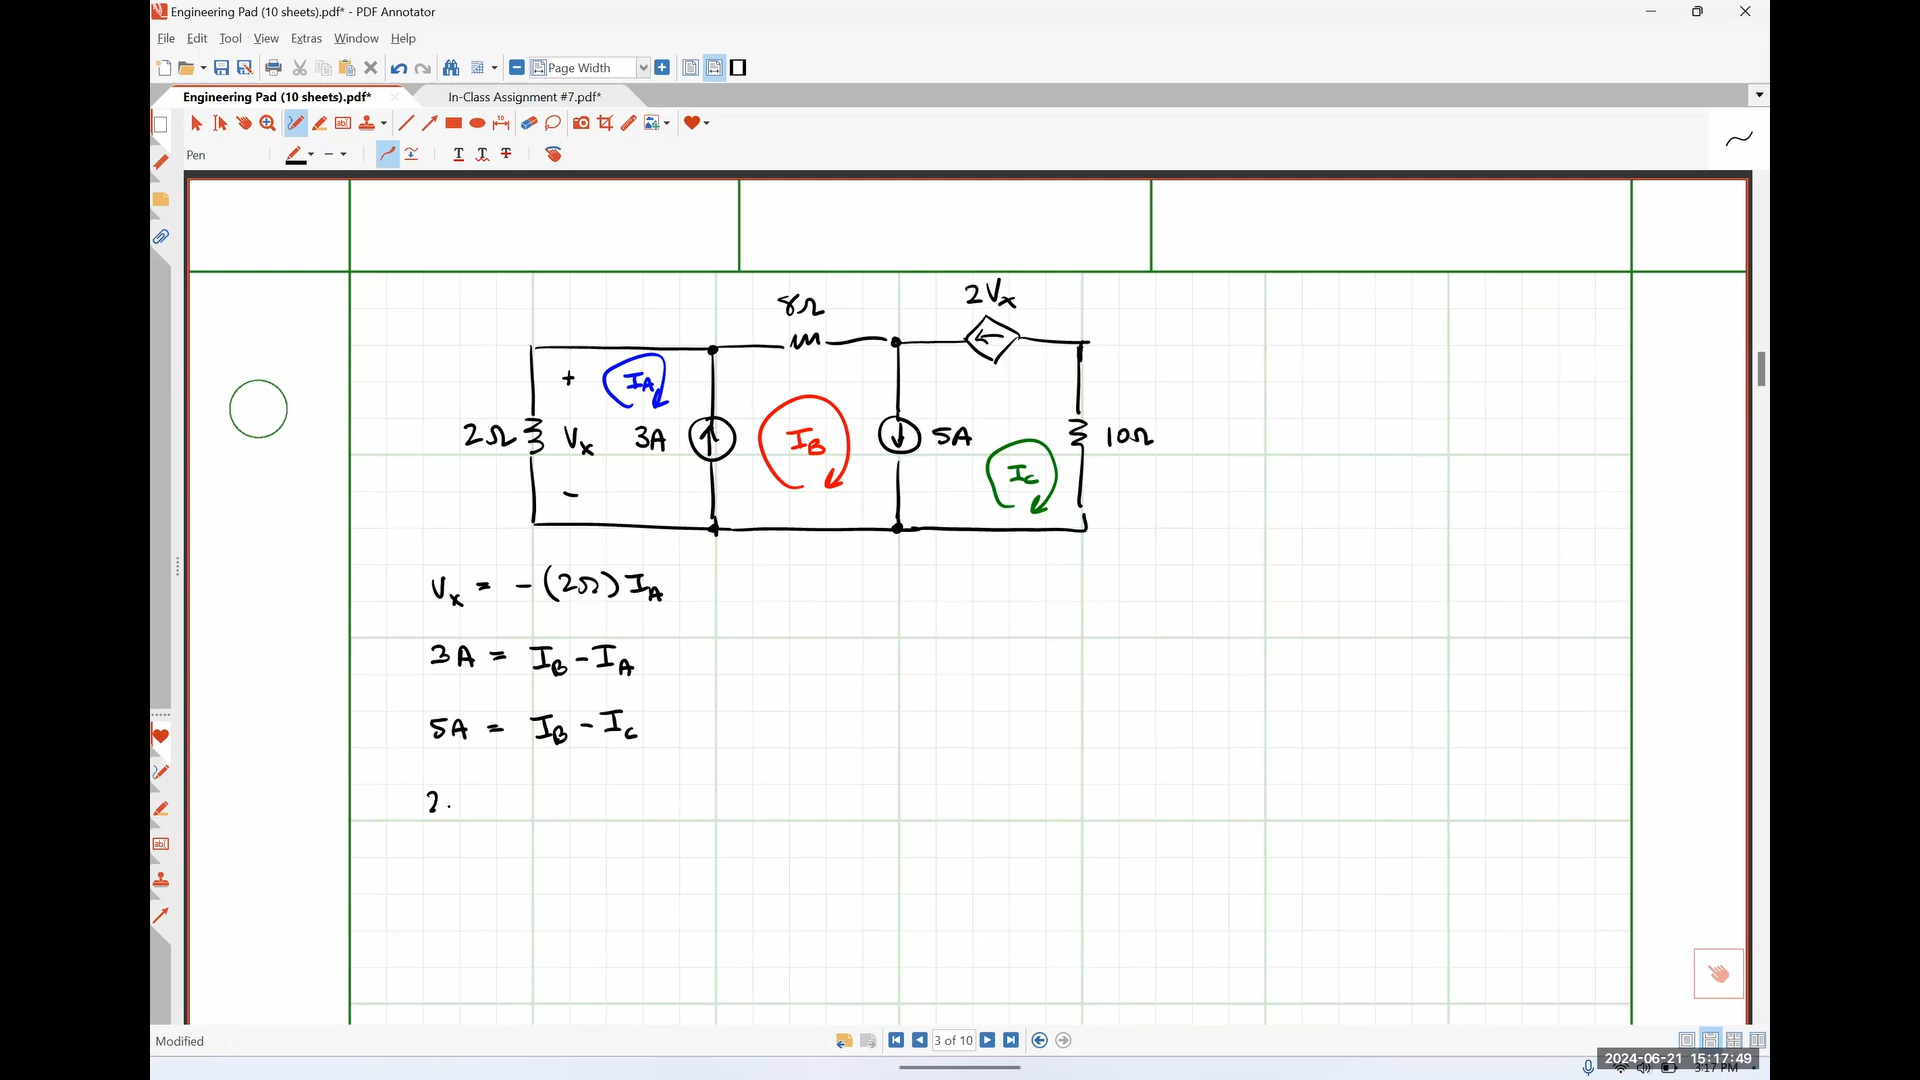 Engineering Pad (10 sheets).pdf* - PDF Annotator
File Edit Tool View Extras Window Help
Page Width
Engineering Pad (10 sheets).pdf*
In-Class Assignment #7.pdf*
Pen
8Ω
2Vx
+
IA
2Ω
Vx
3A
IB
5A
10Ω
IC
-
Vx = -(2Ω) IA
3A = IB - IA
5A = IB - IC
2.
Modified
3 of 10
2024-06-21 15:17:49
3:17 PM